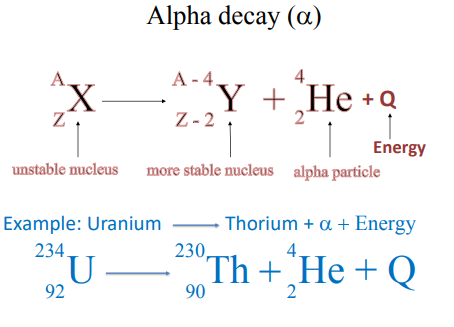 Alpha decay (α)
A A - 4 4
X → Y + He + Q
Z Z - 2 2
Energy
unstable nucleus more stable nucleus alpha particle
Example: Uranium → Thorium + α + Energy
234 230 4
U → Th + He + Q
92 90 2